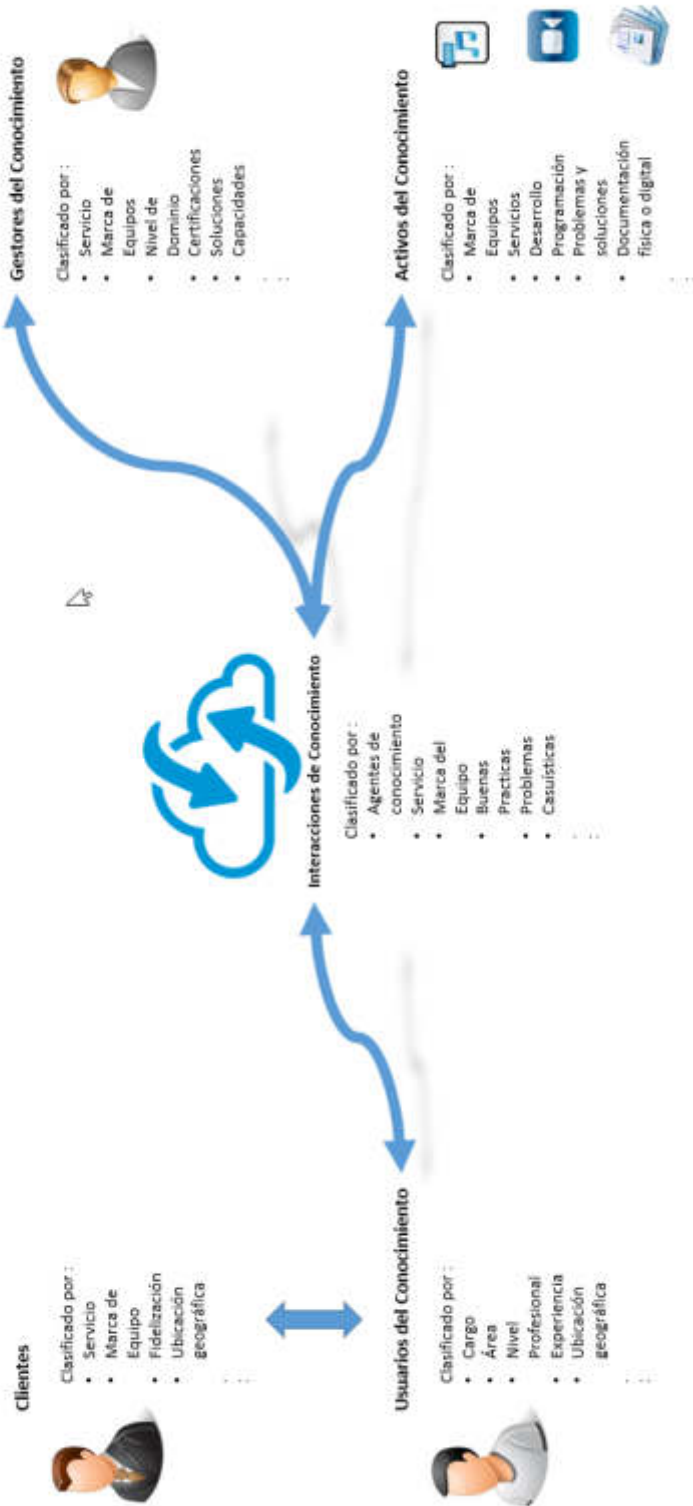 Clientes
Clasificado por :
• Servicio
• Marca de
Equipo
• Fidelización
• Ubicación
geográfica
Usuarios del Conocimiento
Clasificado por :
• Cargo
• Área
• Nivel
Profesional
• Experiencia
• Ubicación
geográfica
Interacciones de Conocimiento
Clasificado por :
• Agentes de
conocimiento
• Servicio
• Marca del
Equipo
• Buenas
Practicas
• Problemas
• Casuísticas
Gestores del Conocimiento
Clasificado por :
• Servicio
• Marca de
Equipos
• Nivel de
Dominio
• Certificaciones
• Soluciones
• Capacidades
Activos del Conocimiento
Clasificado por :
• Marca de
Equipos
• Servicios
• Desarrollo
• Programación
• Problemas y
soluciones
• Documentación
física o digital